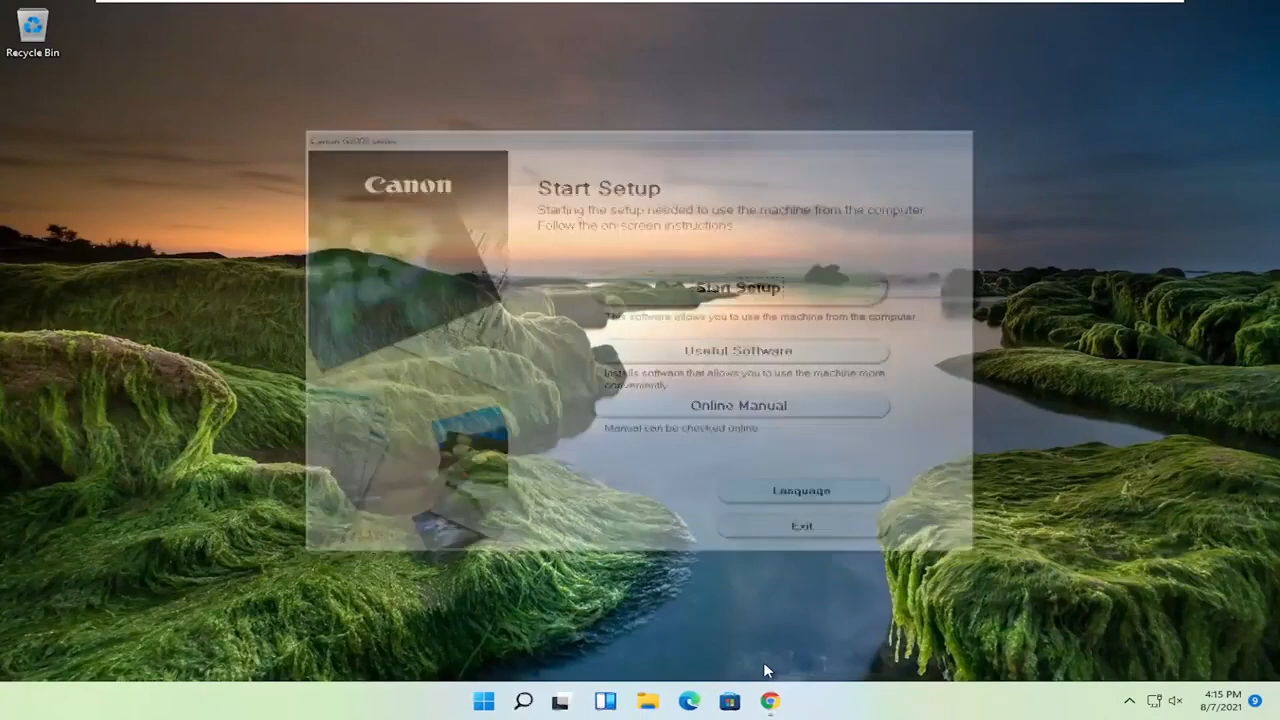 Recycle Bin
Canon
Start Setup
Starting the setup needed to use the machine from the computer
Follow the on-screen instructions
Start Setup
This software allows you to use the machine from the computer
Useful Software
Installs software that allows you to use the machine more
conveniently
Online Manual
Manual can be checked online
Language
Exit
4:15 PM
8/7/2021
9